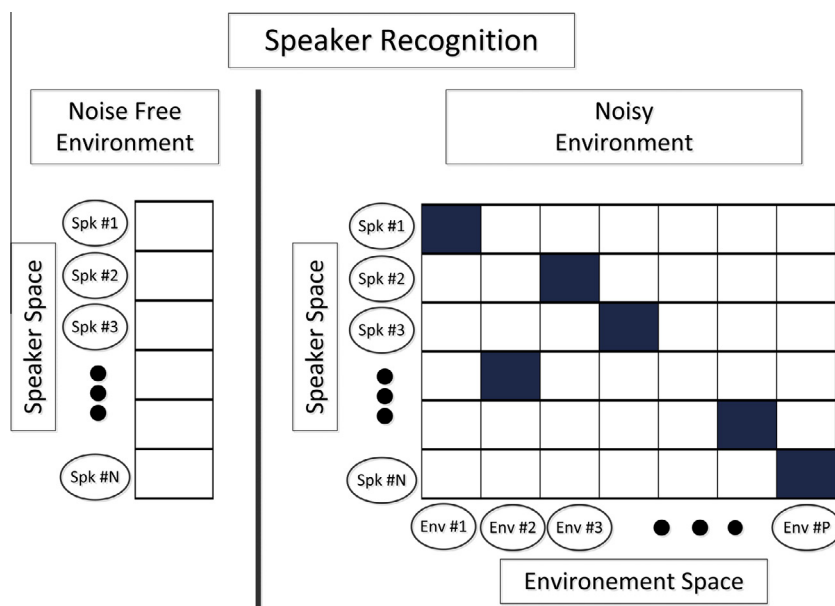 Speaker Recognition
Noise Free
Environment
Spk #1
Spk #2
Spk #3
Spk #N
Speaker Space
Noisy
Environment
Spk #1
Spk #2
Spk #3
Spk #N
Speaker Space
Env #1
Env #2
Env #3
Env #P
Environement Space